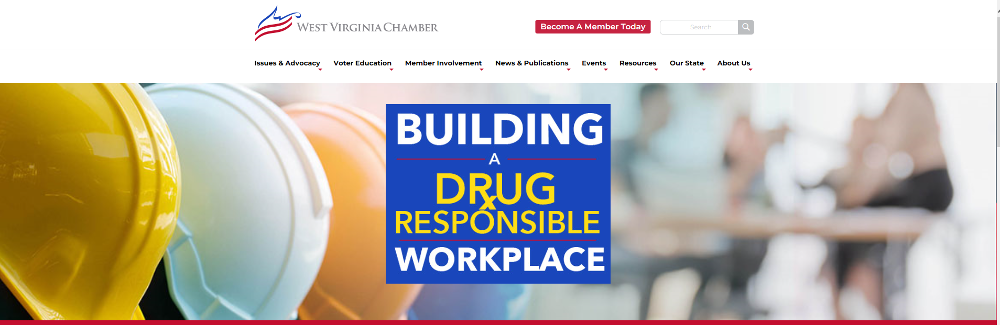 WEST VIRGINIA CHAMBER
Become A Member Today
Search
Issues & Advocacy Voter Education Member Involvement News & Publications Events Resources Our State About Us
BUILDING
A
DRUG
x
RESPONSIBLE
WORKPLACE